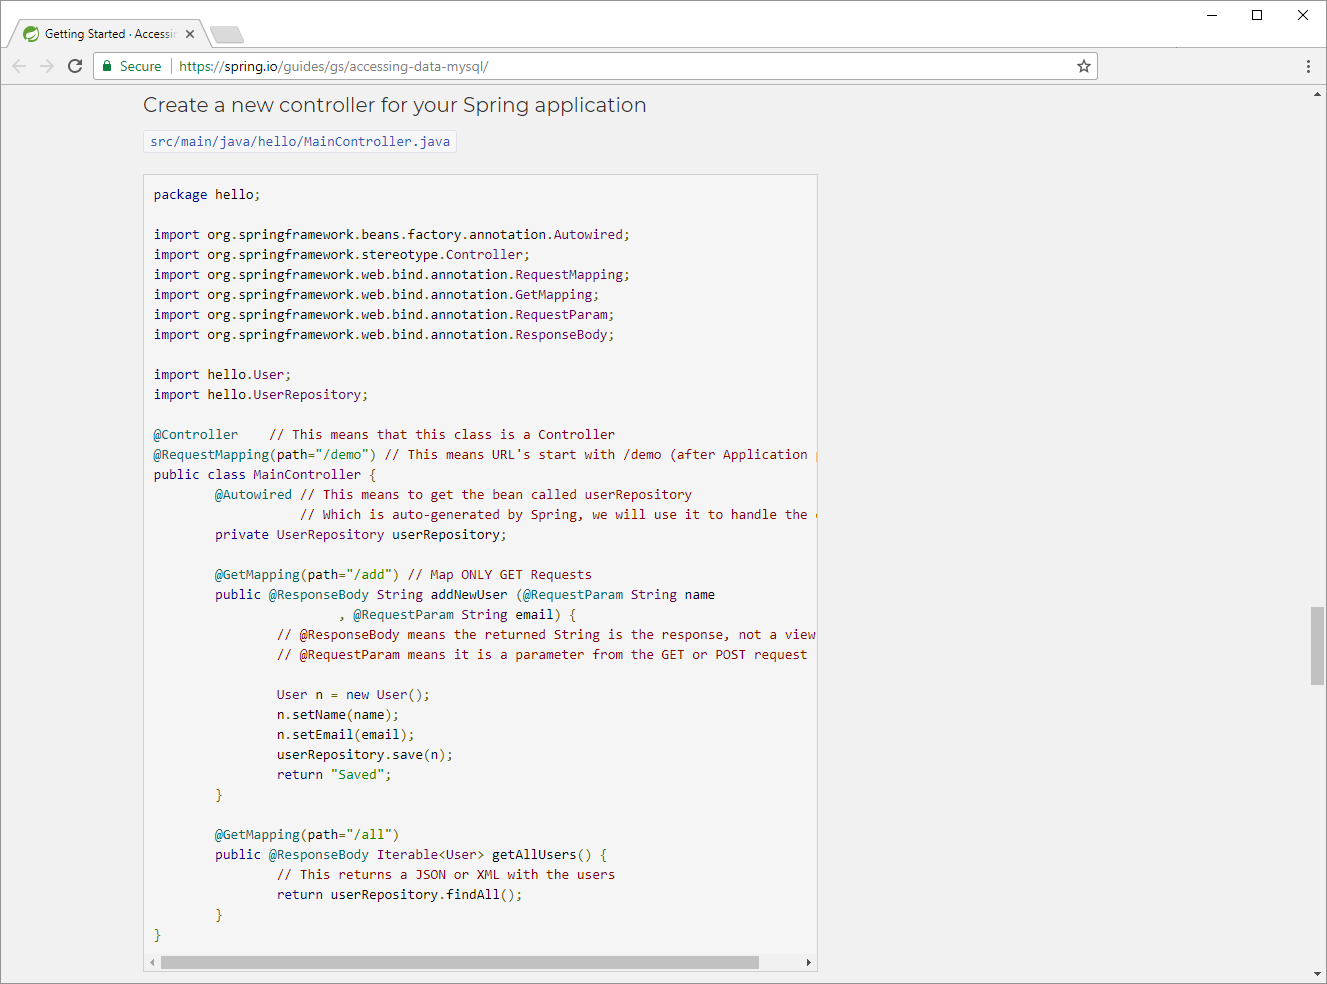 Getting Started · Accessin
Secure https://spring.io/guides/gs/accessing-data-mysql/
Create a new controller for your Spring application
src/main/java/hello/MainController.java
package hello;
import org.springframework.beans.factory.annotation.Autowired;
import org.springframework.stereotype.Controller;
import org.springframework.web.bind.annotation.RequestMapping;
import org.springframework.web.bind.annotation.GetMapping;
import org.springframework.web.bind.annotation.RequestParam;
import org.springframework.web.bind.annotation.ResponseBody;
import hello.User;
import hello.UserRepository;
@Controller    // This means that this class is a Controller
@RequestMapping(path="/demo") // This means URL's start with /demo (after Application
public class MainController {
        @Autowired // This means to get the bean called userRepository
                   // Which is auto-generated by Spring, we will use it to handle the
        private UserRepository userRepository;
        @GetMapping(path="/add") // Map ONLY GET Requests
        public @ResponseBody String addNewUser (@RequestParam String name
                        , @RequestParam String email) {
                // @ResponseBody means the returned String is the response, not a view
                // @RequestParam means it is a parameter from the GET or POST request
                User n = new User();
                n.setName(name);
                n.setEmail(email);
                userRepository.save(n);
                return "Saved";
        }
        @GetMapping(path="/all")
        public @ResponseBody Iterable<User> getAllUsers() {
                // This returns a JSON or XML with the users
                return userRepository.findAll();
        }
}